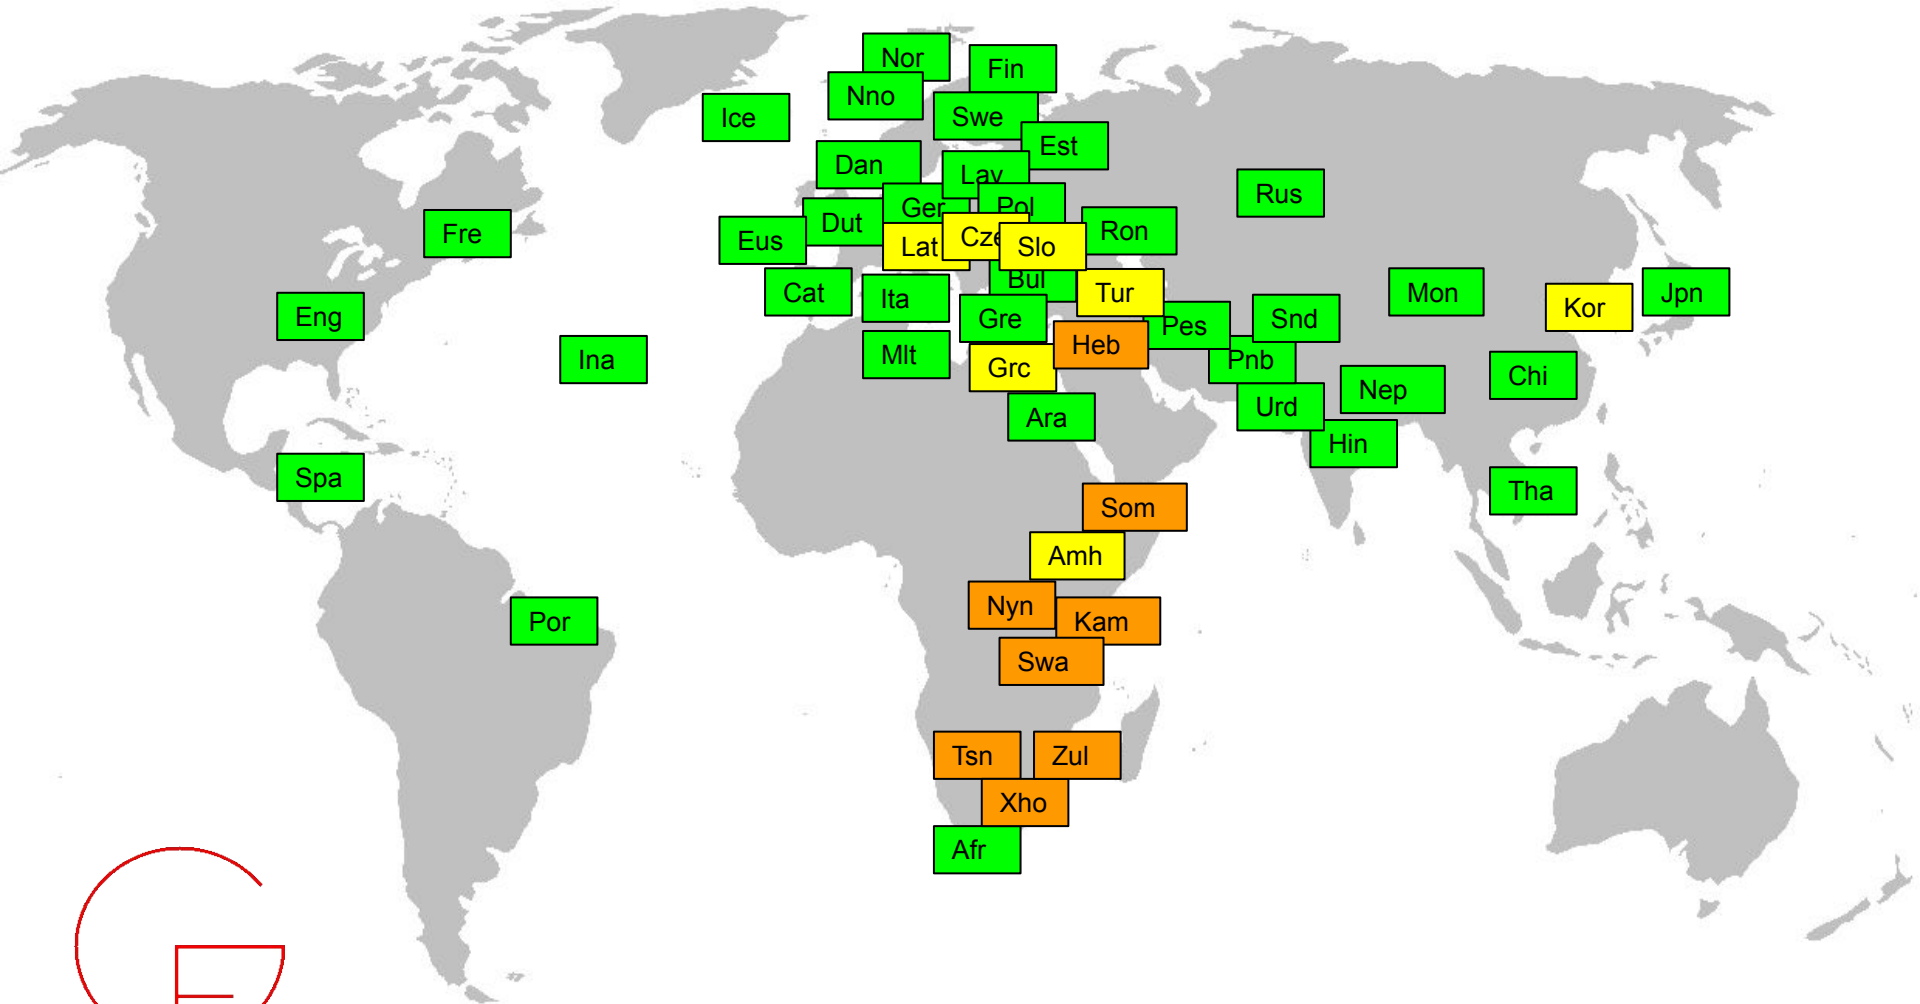 Nor
Fin
Nno
Ice
Swe
Est
Dan
Lav
Rus
Ger
Pol
Dut
Fre
Eus
Lat
Cze
Slo
Ron
Cat
Ita
Bul
Tur
Mon
Kor
Jpn
Eng
Gre
Pes
Snd
Ina
Mlt
Grc
Heb
Pnb
Nep
Chi
Ara
Urd
Hin
Spa
Tha
Som
Amh
Nyn
Kam
Por
Swa
Tsn
Zul
Xho
Afr